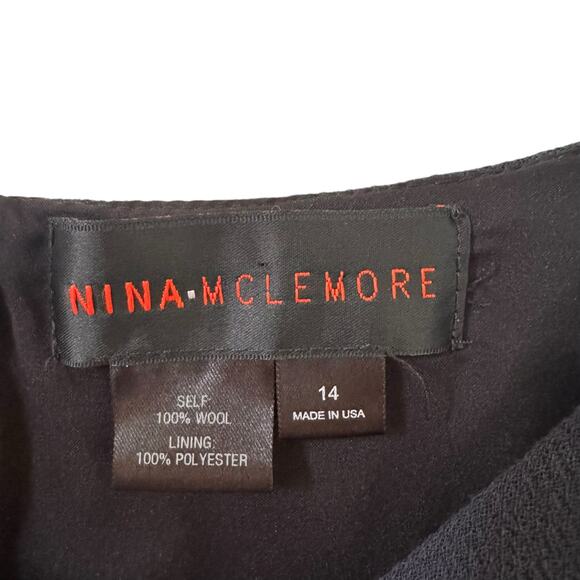 NINA·MCLEMORE
SELF:
100% WOOL
LINING:
100% POLYESTER
14
MADE IN USA